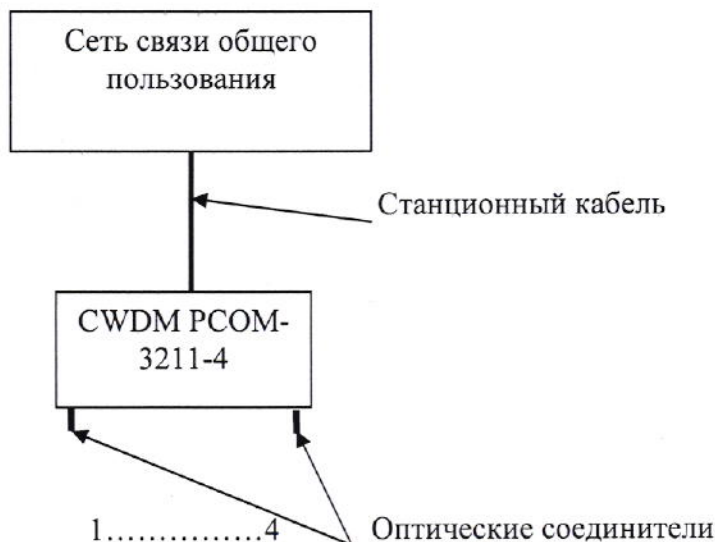 Сеть связи общего
пользования
Станционный кабель
CWDM PCOM-
3211-4
1...............4
Оптические соединители